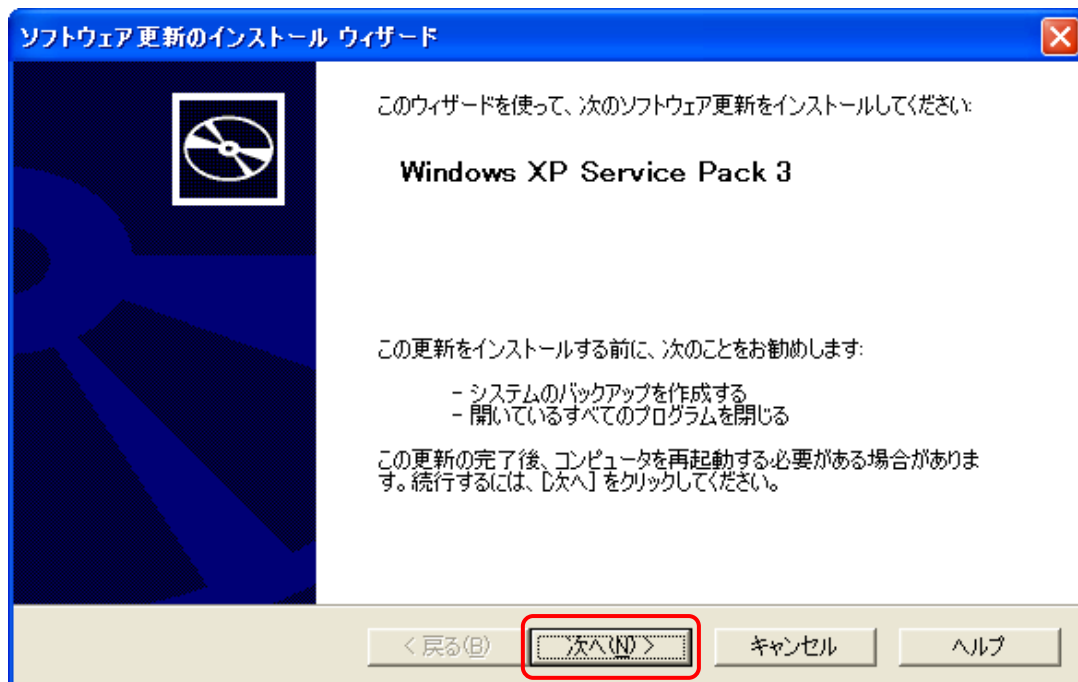 ソフトウェア更新のインストール ウィザード
このウィザードを使って、次のソフトウェア更新をインストールしてください:
Windows XP Service Pack 3
この更新をインストールする前に、次のことをお勧めします:
- システムのバックアップを作成する
- 開いているすべてのプログラムを閉じる
この更新の完了後、コンピュータを再起動する必要がある場合がありま
す。続行するには、[次へ] をクリックしてください。
< 戻る(B) 次へ(N) > キャンセル ヘルプ